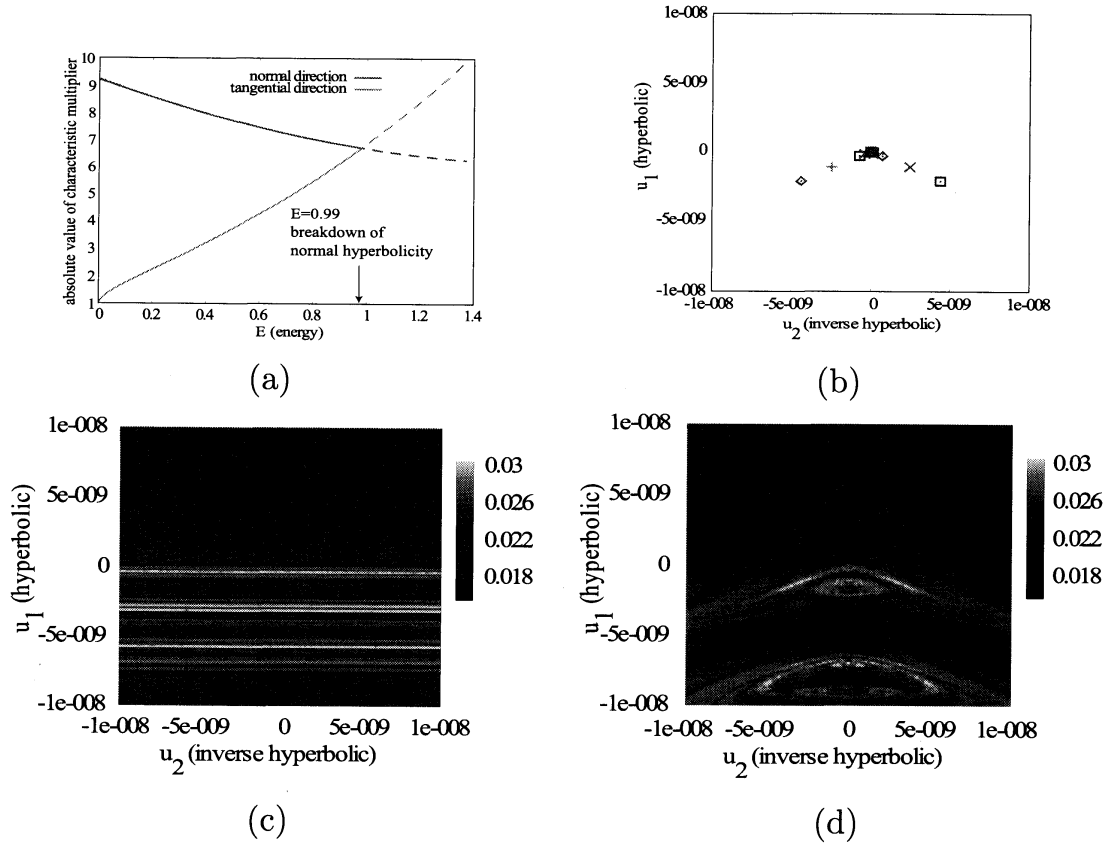 10
9
8
7
6
5
4
3
2
1
absolute value of characteristic multiplier
normal direction
tangential direction
E=0.99
breakdown of
normal hyperbolicity
0 0.2 0.4 0.6 0.8 1 1.2 1.4
E (energy)
(a)
1e-008
5e-009
0
-5e-009
-1e-008
u_1 (hyperbolic)
-1e-008 -5e-009 0 5e-009 1e-008
u_2 (inverse hyperbolic)
(b)
1e-008
5e-009
0
-5e-009
-1e-008
u_1 (hyperbolic)
0.03
0.026
0.022
0.018
-1e-008 -5e-009 0 5e-009 1e-008
u_2 (inverse hyperbolic)
(c)
1e-008
5e-009
0
-5e-009
-1e-008
u_1 (hyperbolic)
0.03
0.026
0.022
0.018
-1e-008 -5e-009 0 5e-009 1e-008
u_2 (inverse hyperbolic)
(d)